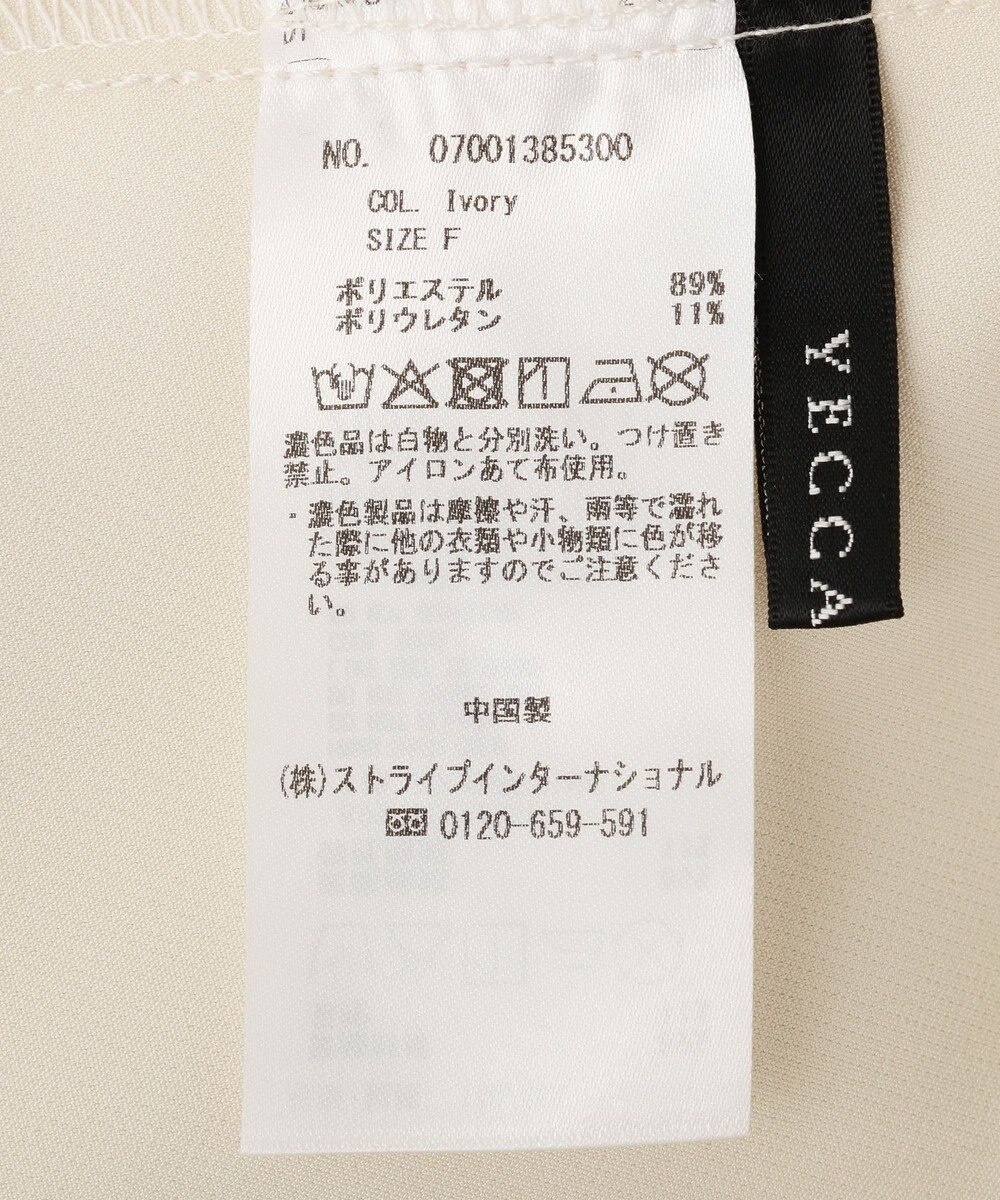 NO. 07001385300
COL. Ivory
SIZE F
ポリエステル 89%
ポリウレタン 11%
濃色品は白物と分別洗い。つけ置き
禁止。アイロンあて布使用。
・濃色製品は摩擦や汗、雨等で濡れ
た際に他の衣類や小物類に色が移
る事がありますのでご注意くださ
い。
中国製
(株)ストライプインターナショナル
0120-659-591
YECCA